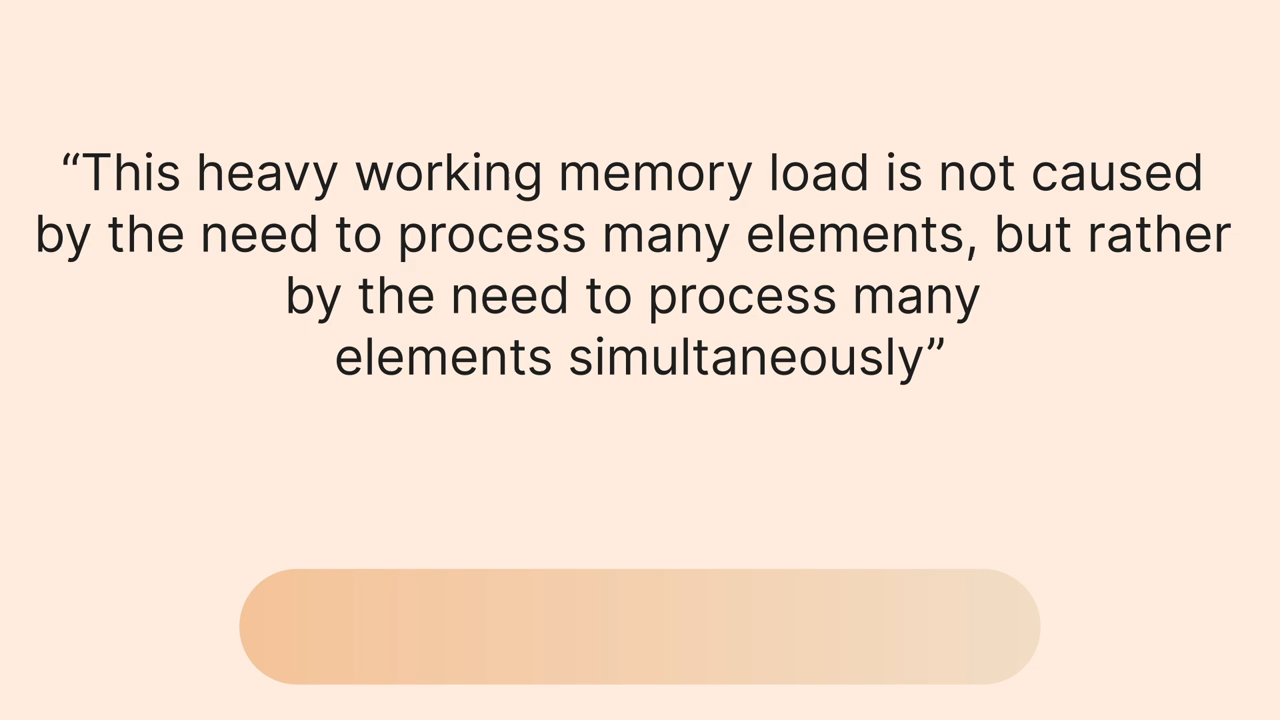 “This heavy working memory load is not caused
by the need to process many elements, but rather
by the need to process many
elements simultaneously”